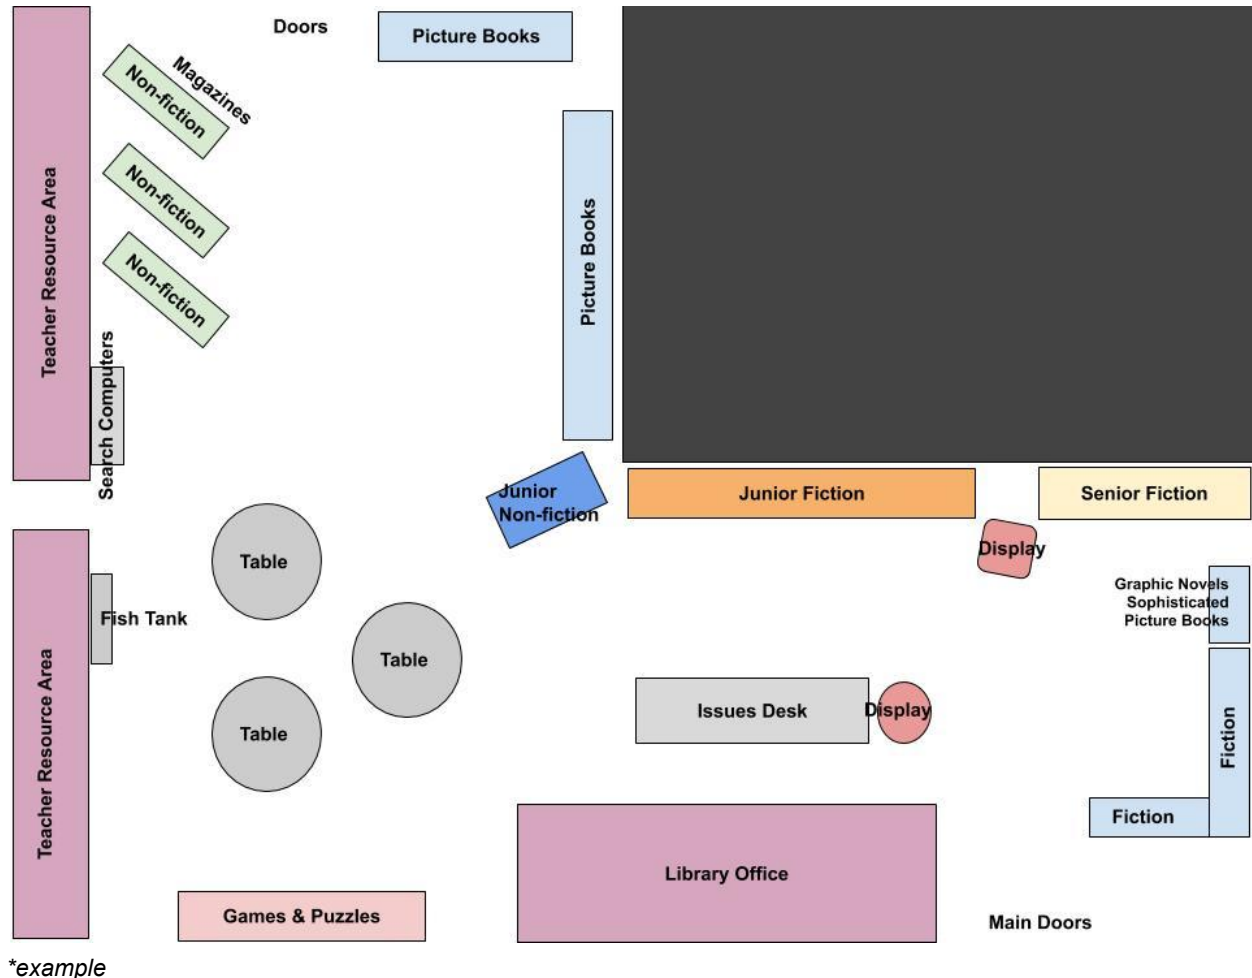 Doors
Picture Books
Magazines
Non-fiction
Non-fiction
Non-fiction
Teacher Resource Area
Picture Books
Search Computers
Junior
Non-fiction
Junior Fiction
Senior Fiction
Display
Table
Graphic Novels
Sophisticated
Picture Books
Fish Tank
Table
Issues Desk
Display
Table
Teacher Resource Area
Fiction
Fiction
Library Office
Games & Puzzles
Main Doors
*example